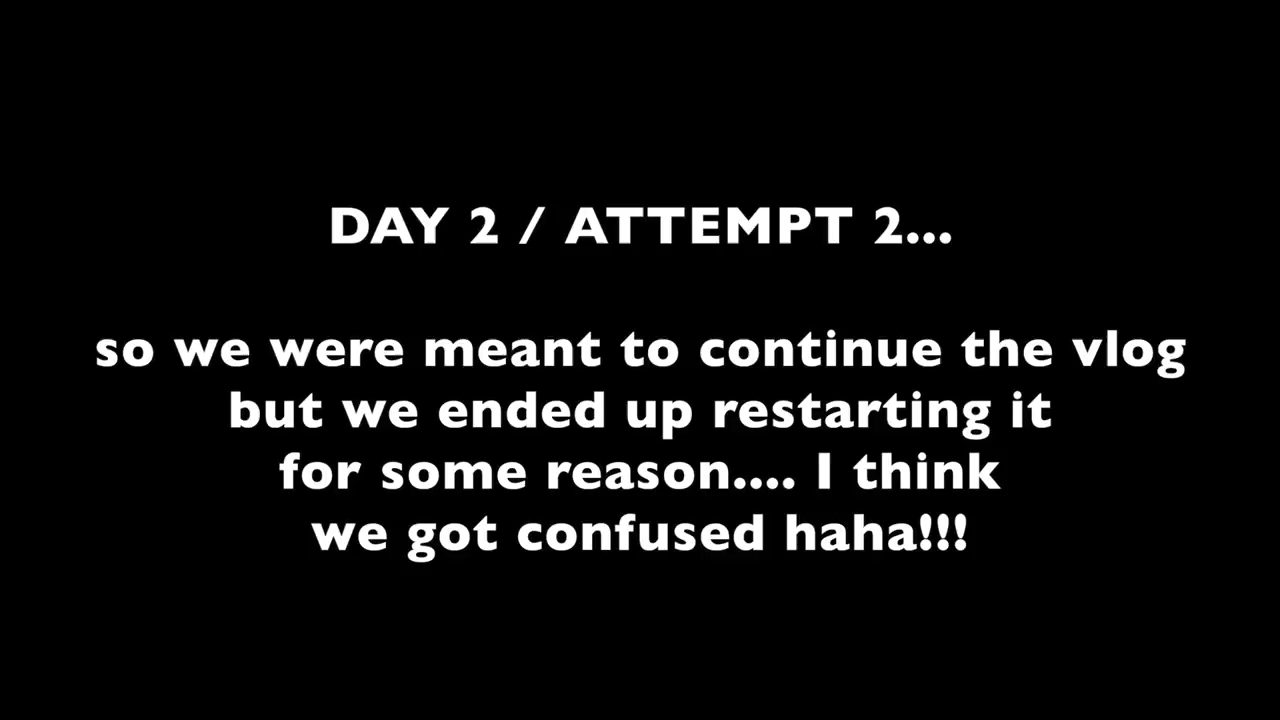 DAY 2 / ATTEMPT 2...
so we were meant to continue the vlog
but we ended up restarting it
for some reason.... I think
we got confused haha!!!